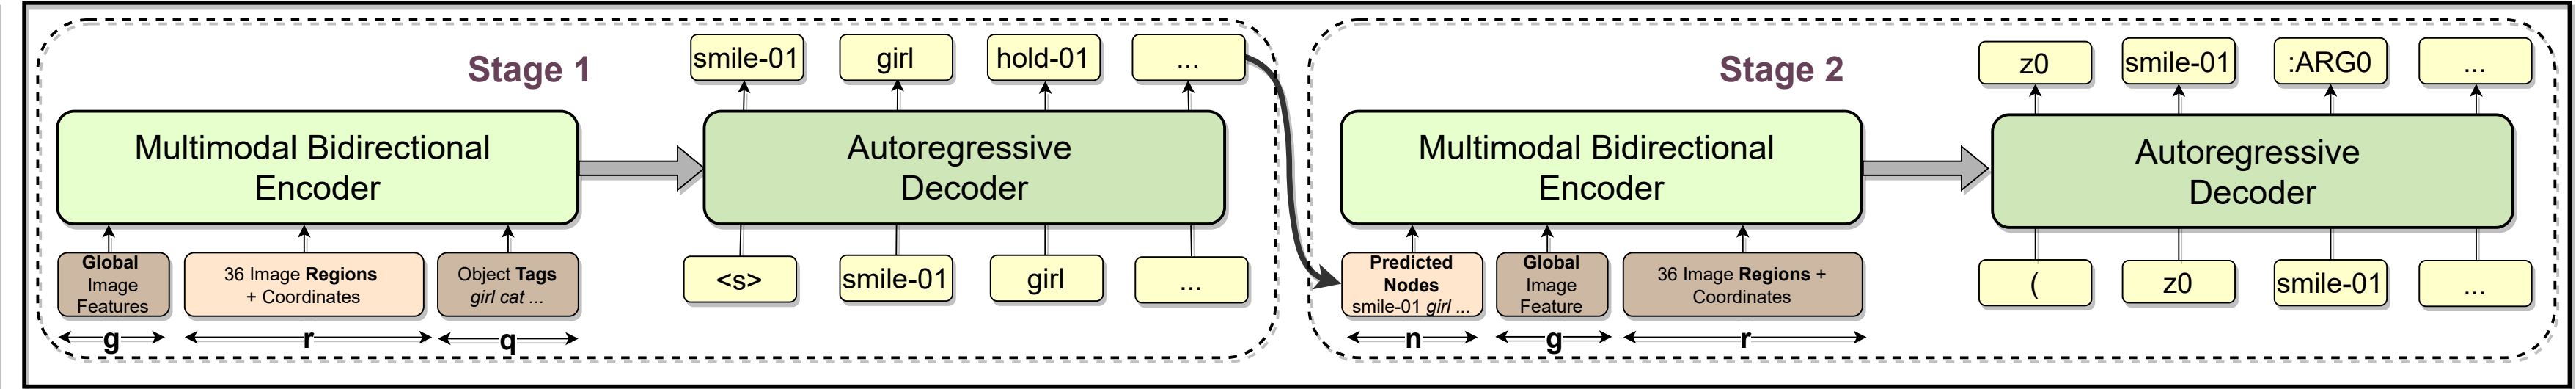 Stage 1
smile-01
girl
hold-01
...
Multimodal Bidirectional
Encoder
Autoregressive
Decoder
Global
Image
Features
36 Image Regions
+ Coordinates
Object Tags
girl cat ...
<s>
smile-01
girl
...
g
r
q
Stage 2
z0
smile-01
:ARG0
...
Multimodal Bidirectional
Encoder
Autoregressive
Decoder
Predicted
Nodes
smile-01 girl ...
Global
Image
Feature
36 Image Regions +
Coordinates
(
z0
smile-01
...
n
g
r